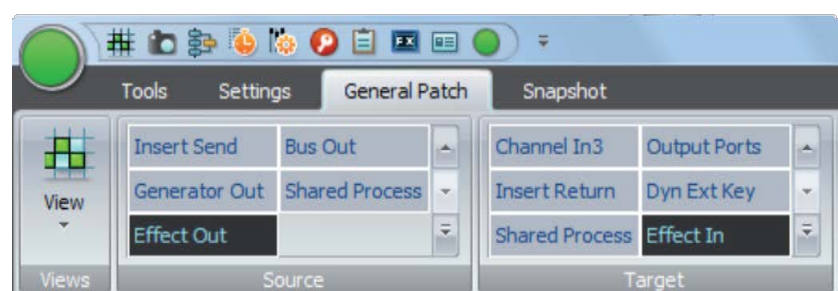 FX
Tools Settings General Patch Snapshot
Insert Send Bus Out Channel In3 Output Ports
View Generator Out Shared Process Insert Return Dyn Ext Key
Effect Out Shared Process Effect In
Views Source Target